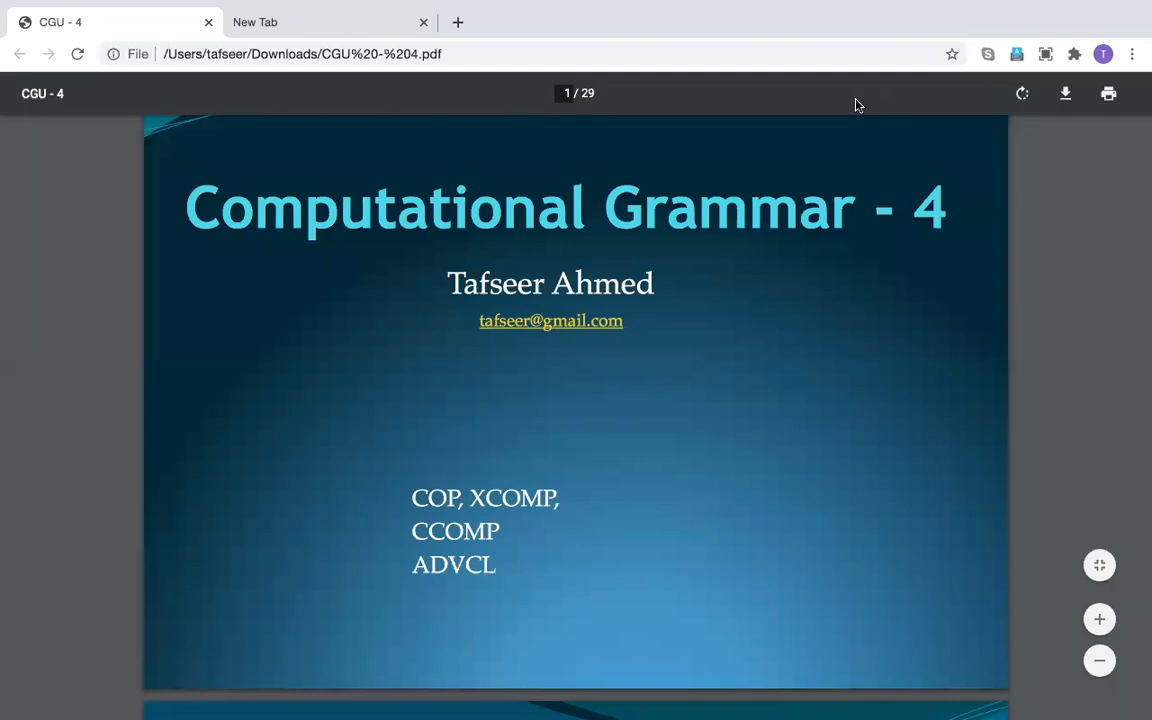 CGU - 4
New Tab
File
/Users/tafseer/Downloads/CGU%20-%204.pdf
T
CGU - 4
1 / 29
Computational Grammar - 4
Tafseer Ahmed
tafseer@gmail.com
COP, XCOMP,
CCOMP
ADVCL